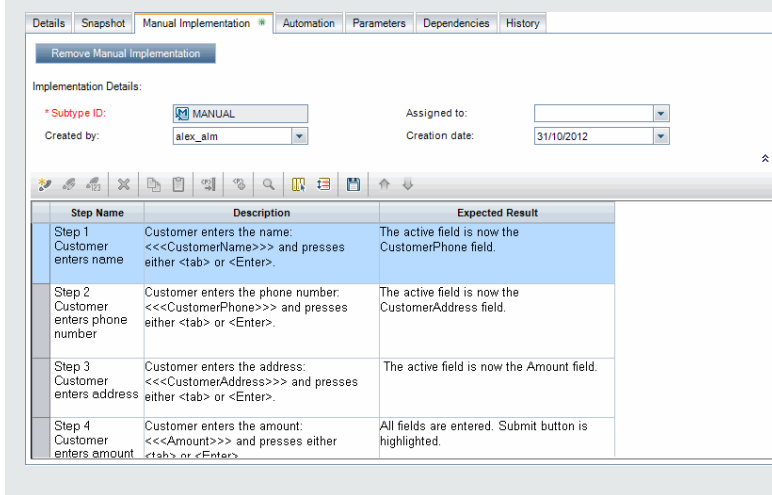 Details Snapshot Manual Implementation * Automation Parameters Dependencies History
Remove Manual Implementation
Implementation Details:
* Subtype ID: MANUAL Assigned to:
Created by: alex_alm Creation date: 31/10/2012
Step Name Description Expected Result
Step 1 Customer enters the name: The active field is now the
Customer <<<CustomerName>>> and presses CustomerPhone field.
enters name either <tab> or <Enter>.
Step 2 Customer enters the phone number: The active field is now the
Customer <<<CustomerPhone>>> and presses CustomerAddress field.
enters phone either <tab> or <Enter>.
number
Step 3 Customer enters the address: The active field is now the Amount field.
Customer <<<CustomerAddress>>> and presses
enters address either <tab> or <Enter>.
Step 4 Customer enters the amount: All fields are entered. Submit button is
Customer <<<Amount>>> and presses either highlighted.
enters amount <tab> or <Enter>